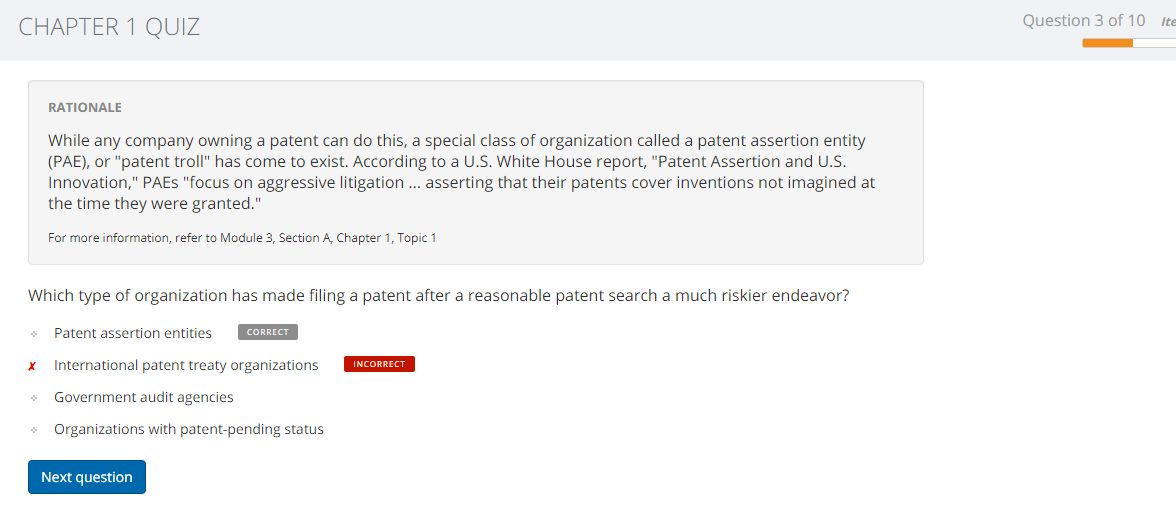 CHAPTER 1 QUIZ
Question 3 of 10
RATIONALE
While any company owning a patent can do this, a special class of organization called a patent assertion entity
(PAE), or "patent troll" has come to exist. According to a U.S. White House report, "Patent Assertion and U.S.
Innovation," PAEs "focus on aggressive litigation ... asserting that their patents cover inventions not imagined at
the time they were granted."
For more information, refer to Module 3, Section A, Chapter 1, Topic 1
Which type of organization has made filing a patent after a reasonable patent search a much riskier endeavor?
Patent assertion entities CORRECT
✗ International patent treaty organizations INCORRECT
Government audit agencies
Organizations with patent-pending status
Next question